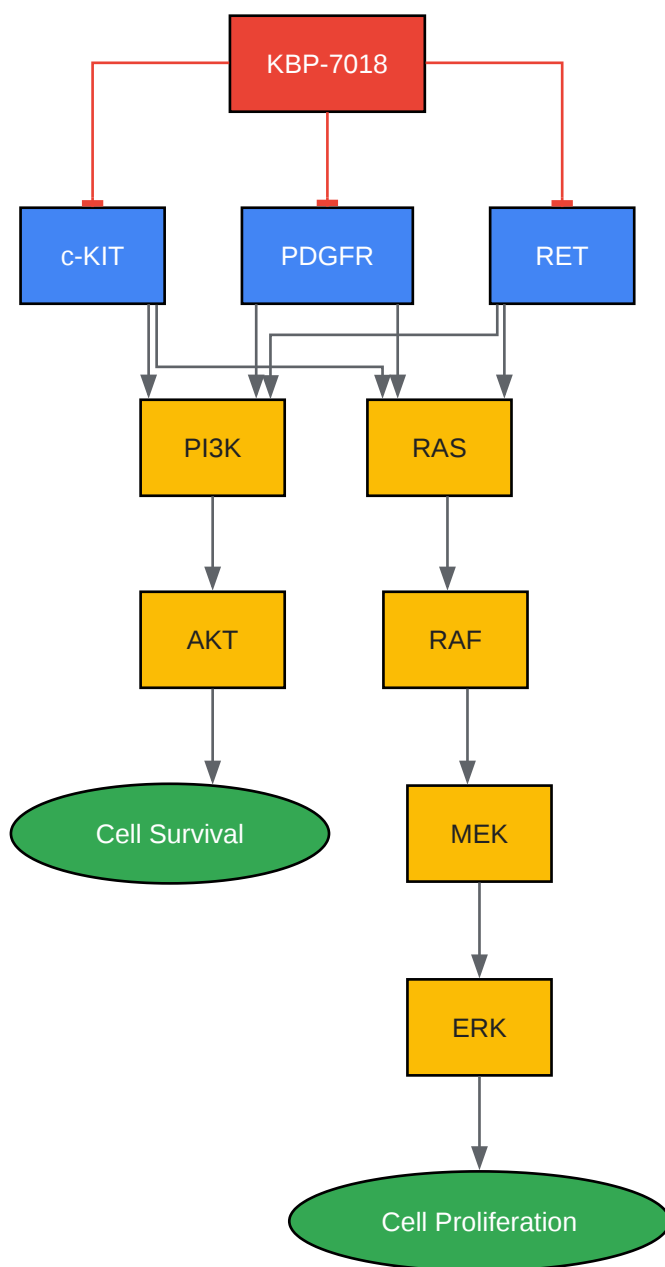 KBP-7018
c-KIT
PDGFR
RET
PI3K
RAS
AKT
RAF
Cell Survival
MEK
ERK
Cell Proliferation